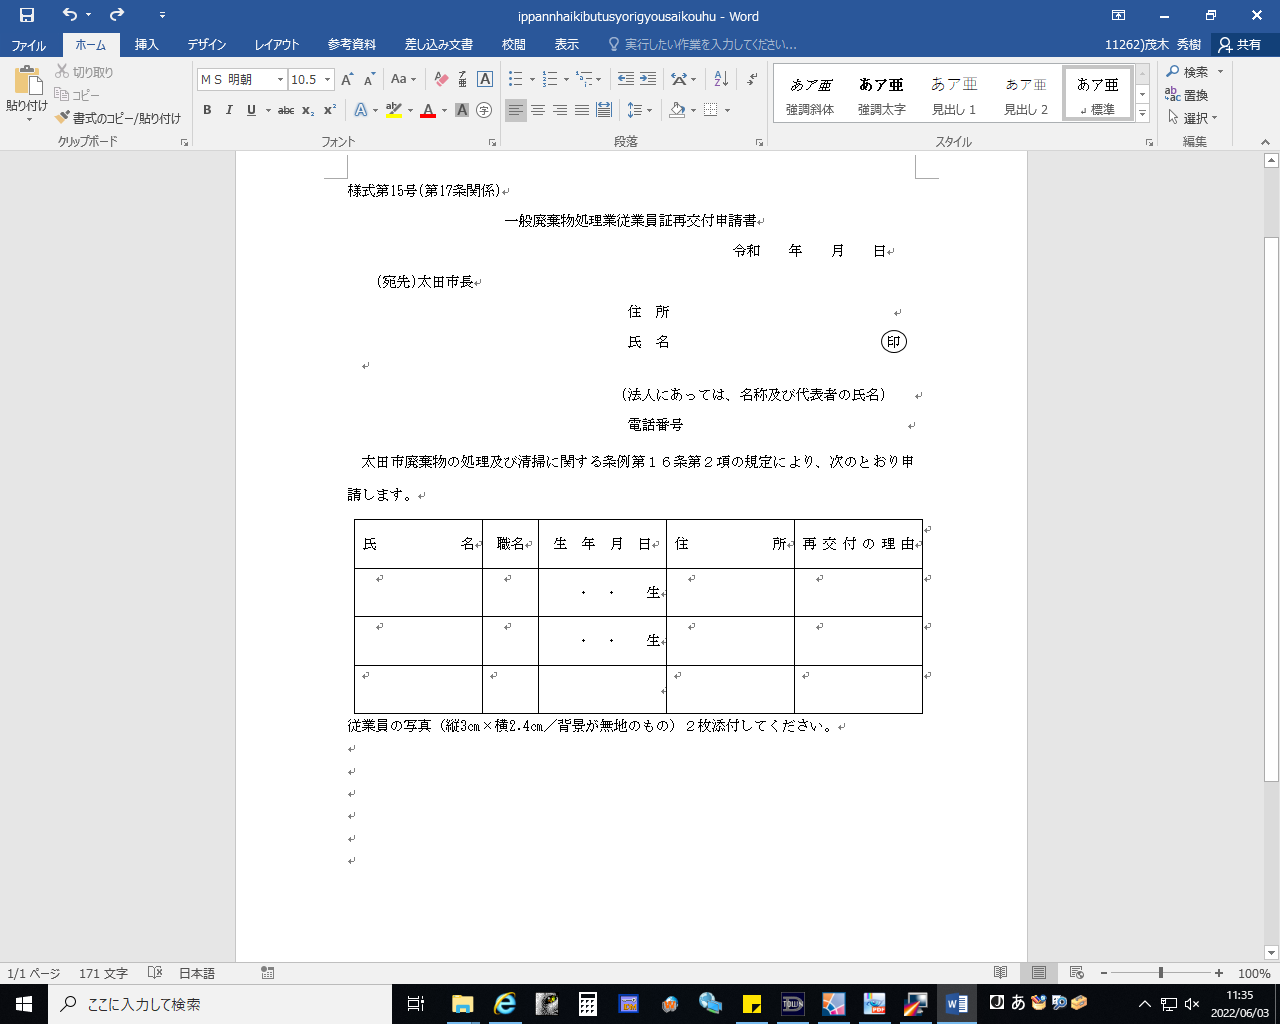 ippannhaikibutusyorigyousaikouhu - Word
ファイル ホーム 挿入 デザイン レイアウト 参考資料 差し込み文書 校閲 表示 実行したい作業を入力してください... 11262)茂木 秀樹 共有
貼り付け
切り取り
コピー
書式のコピー/貼り付け
クリップボード
ＭＳ 明朝 10.5
フォント
段落
あア亜 あア亜 あア亜 あア亜 あア亜
強調斜体 強調太字 見出し 1 見出し 2 標準
スタイル
検索
置換
選択
編集
様式第15号(第17条関係)
一般廃棄物処理業従業員証再交付申請書
令和　　年　　月　　日
(宛先)太田市長
住　所
氏　名 印
(法人にあっては、名称及び代表者の氏名)
電話番号
太田市廃棄物の処理及び清掃に関する条例第１６条第２項の規定により、次のとおり申
請します。
氏 名 職名 生 年 月 日 住 所 再交付の理由
・ ・ 生
・ ・ 生
従業員の写真（縦3㎝×横2.4㎝／背景が無地のもの）２枚添付してください。
1/1 ページ 171 文字 日本語 100%
ここに入力して検索
11:35
2022/06/03